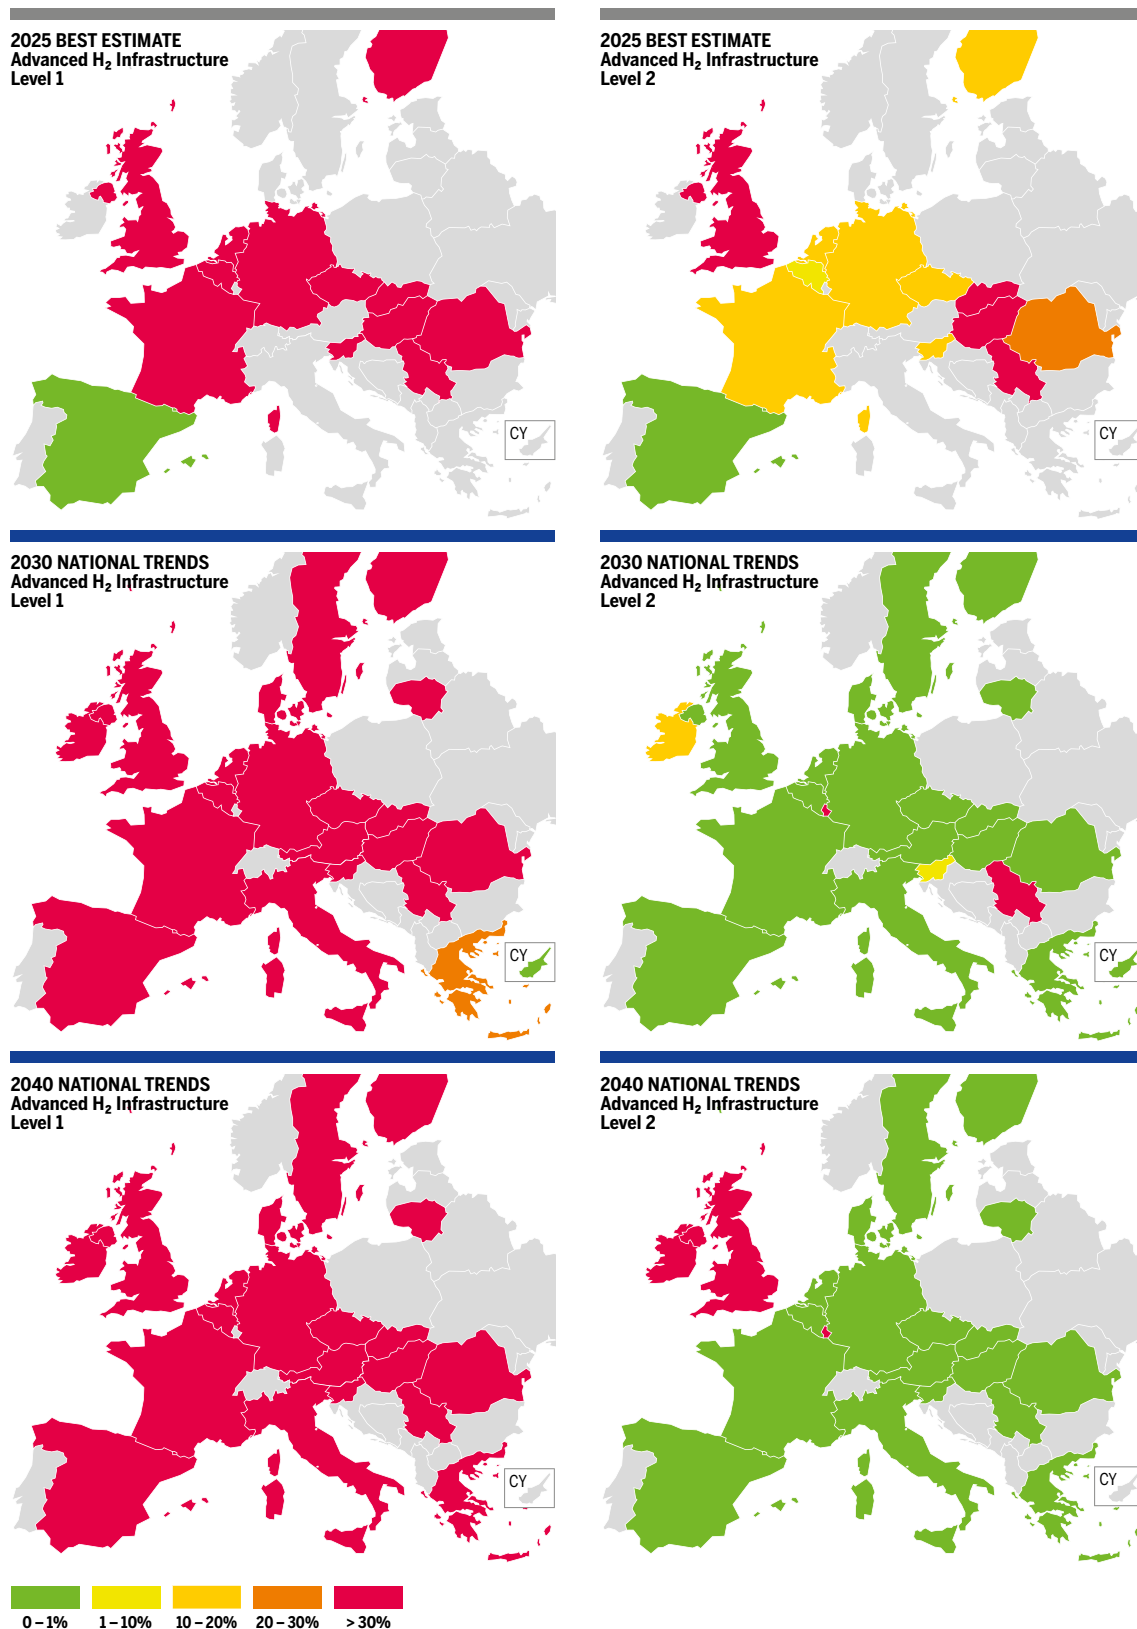 2025 BEST ESTIMATE
Advanced H₂ Infrastructure
Level 1
CY
2025 BEST ESTIMATE
Advanced H₂ Infrastructure
Level 2
CY
2030 NATIONAL TRENDS
Advanced H₂ Infrastructure
Level 1
CY
2030 NATIONAL TRENDS
Advanced H₂ Infrastructure
Level 2
CY
2040 NATIONAL TRENDS
Advanced H₂ Infrastructure
Level 1
CY
2040 NATIONAL TRENDS
Advanced H₂ Infrastructure
Level 2
CY
0 – 1% 1 – 10% 10 – 20% 20 – 30% > 30%